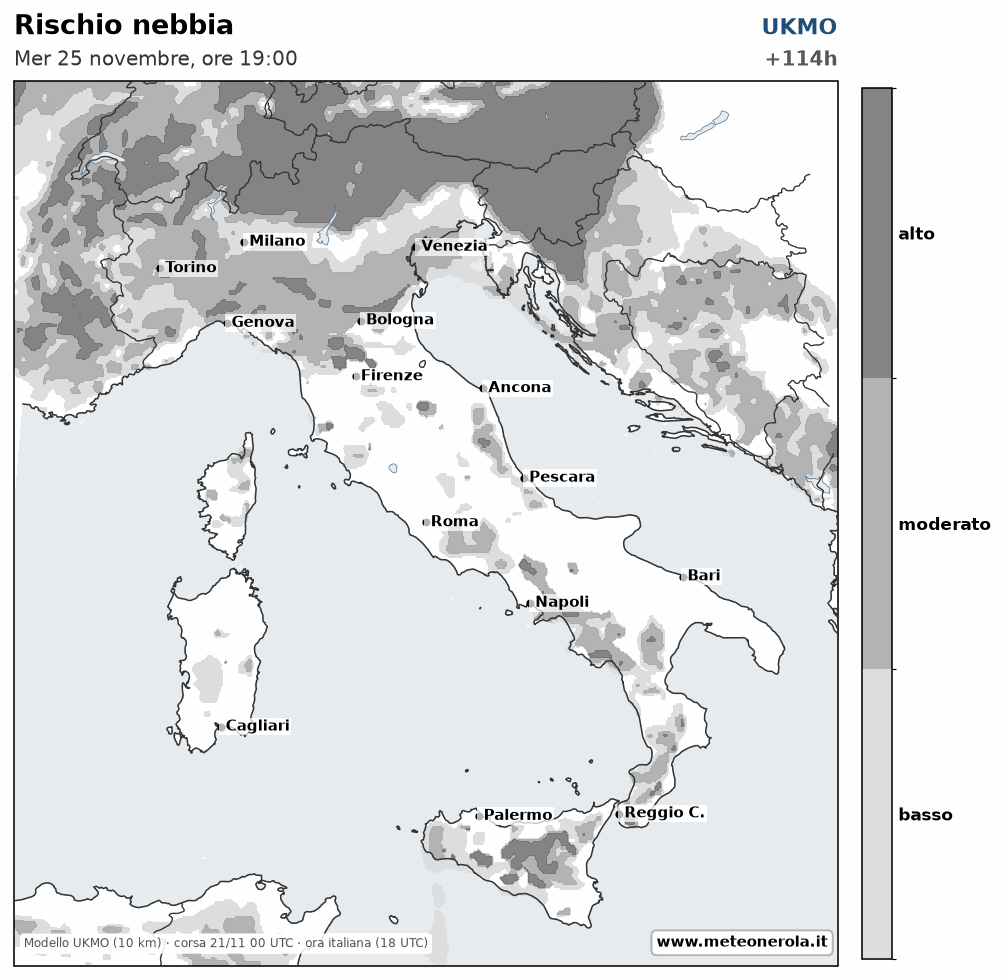 Rischio nebbia
UKMO
Mer 25 novembre, ore 19:00
+114h
Milano
Venezia
Torino
Genova
Bologna
Firenze
Ancona
Pescara
Roma
Bari
Napoli
Cagliari
Palermo
Reggio C.
alto
moderato
basso
Modello UKMO (10 km) · corsa 21/11 00 UTC · ora italiana (18 UTC)
www.meteonerola.it